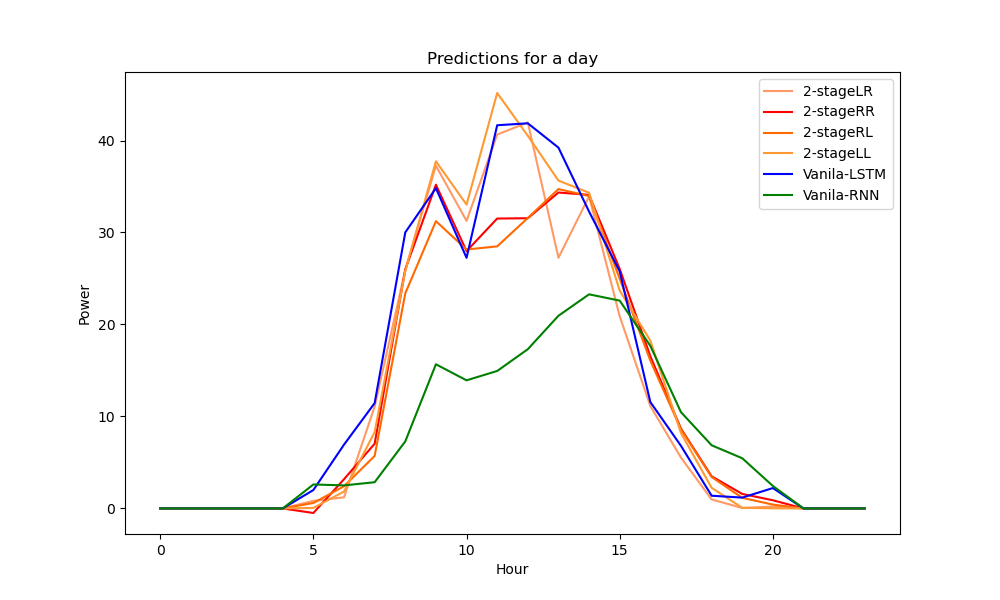 Predictions for a day
2-stageLR
2-stageRR
2-stageRL
2-stageLL
Vanila-LSTM
Vanila-RNN
40
30
20
10
0
Power
0 5 10 15 20
Hour